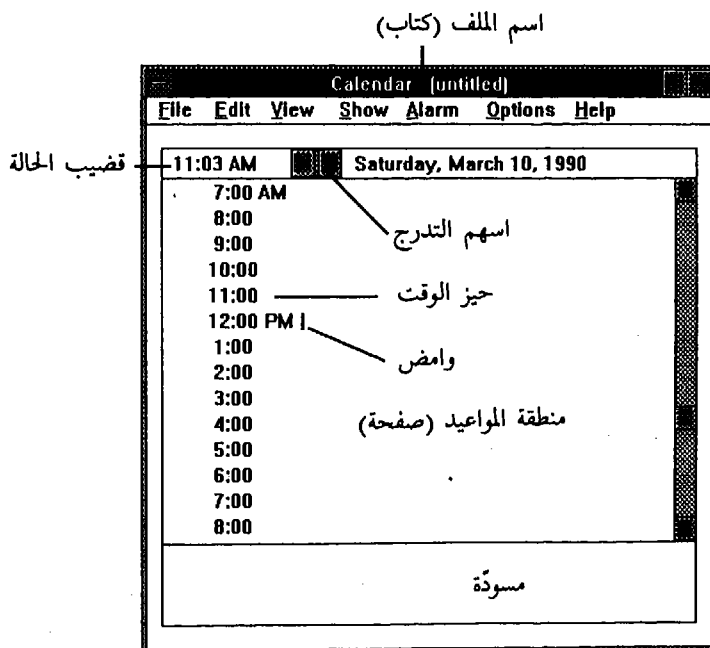 اسم الملف (كتاب)
Calendar (untitled)
File Edit View Show Alarm Options Help
قضيب الحالة
11:03 AM Saturday, March 10, 1990
7:00 AM
8:00
اسهم التدرج
9:00
10:00
حيز الوقت
11:00
12:00 PM
وامض
1:00
2:00
3:00
منطقة المواعيد (صفحة)
4:00
5:00
6:00
7:00
8:00
مسودّة